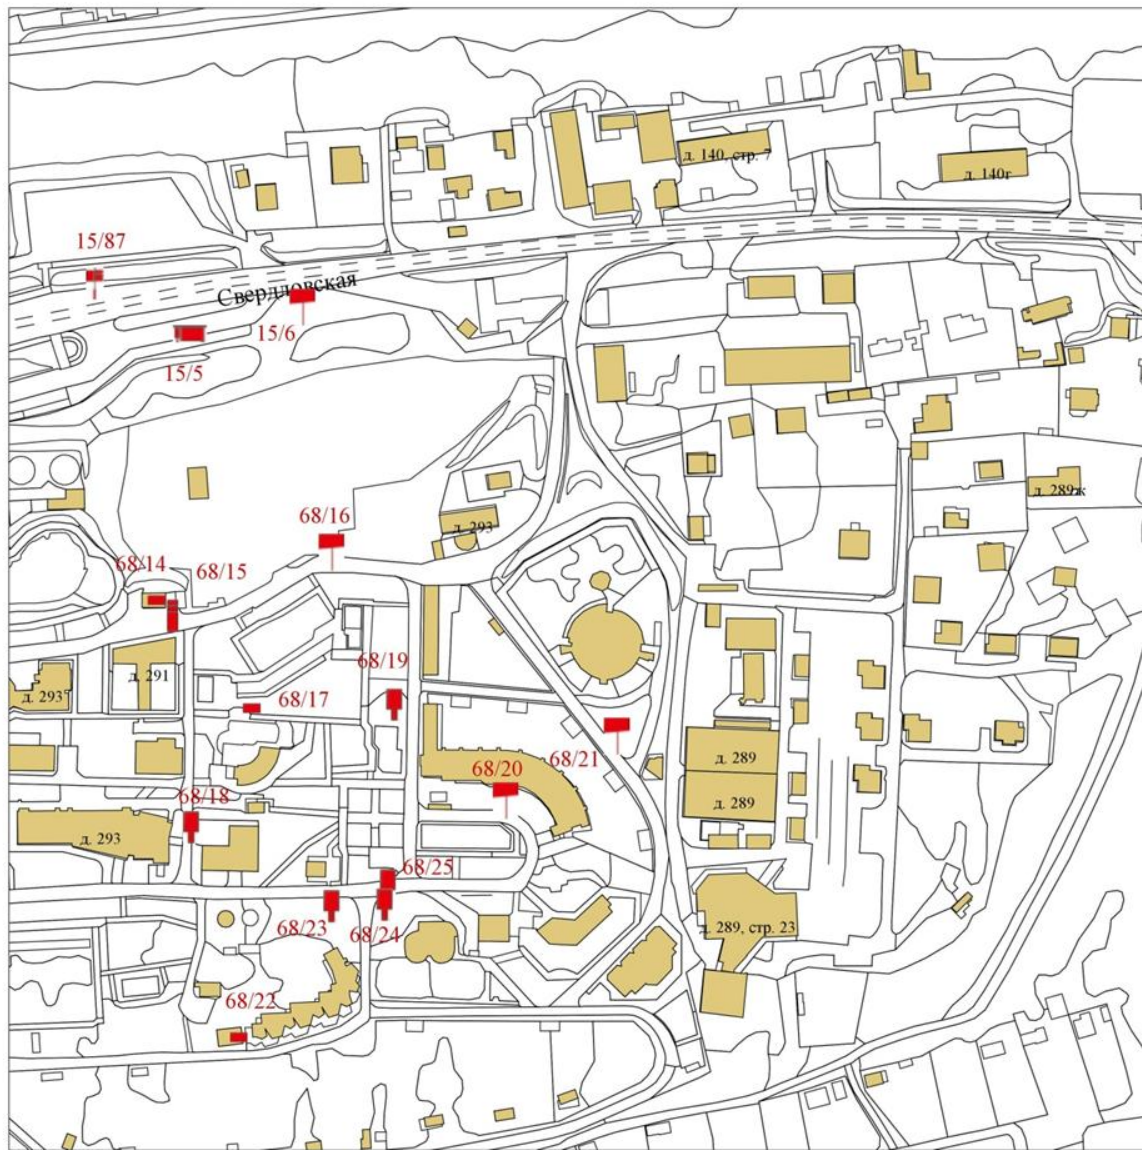 д. 140, стр. 7
д. 140г
15/87
Свердловская
15/6
15/5
д. 289ж
68/16
д. 293
68/14
68/15
68/19
д. 291
д. 293
68/17
68/21
д. 289
68/20
68/18
д. 289
д. 293
68/25
68/23
68/24
д. 289, стр. 23
68/22